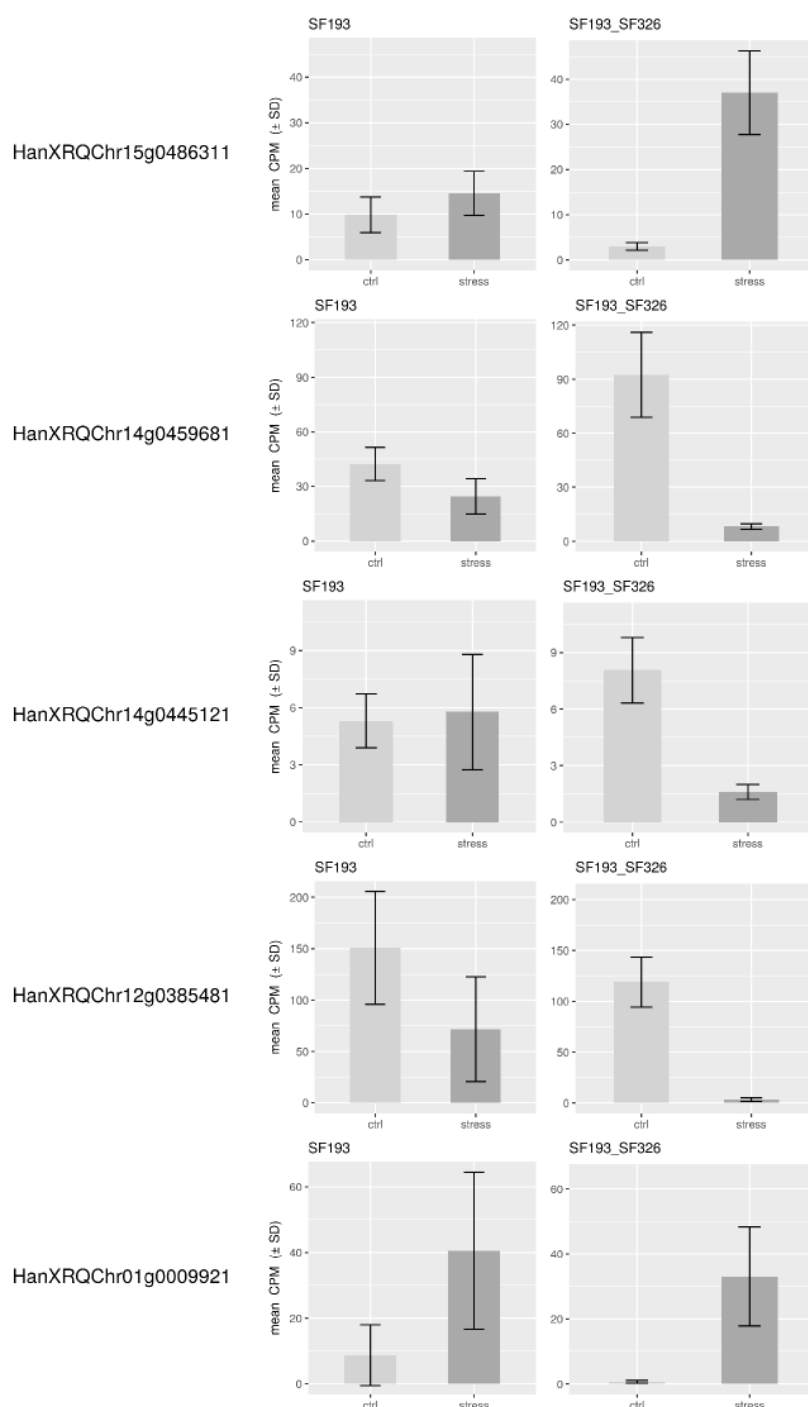 SF193
SF193_SF326
HanXRQChr15g0486311
mean CPM (± SD)
40
30
20
10
0
40
30
20
10
0
ctrl
stress
ctrl
stress
SF193
SF193_SF326
HanXRQChr14g0459681
mean CPM (± SD)
120
90
60
30
0
120
90
60
30
0
ctrl
stress
ctrl
stress
SF193
SF193_SF326
HanXRQChr14g0445121
mean CPM (± SD)
9
6
3
0
9
6
3
0
ctrl
stress
ctrl
stress
SF193
SF193_SF326
HanXRQChr12g0385481
mean CPM (± SD)
200
150
100
50
0
200
150
100
50
0
ctrl
stress
ctrl
stress
SF193
SF193_SF326
HanXRQChr01g0009921
mean CPM (± SD)
60
40
20
0
60
40
20
0
ctrl
stress
ctrl
stress